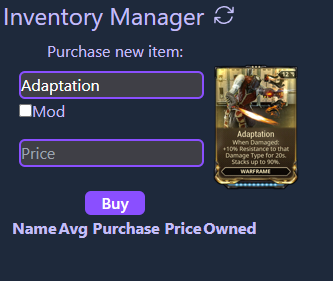 Inventory Manager
Purchase new item:
Adaptation
Mod
Price
Buy
Name Avg Purchase Price Owned
12
Adaptation
When Damaged:
+10% Resistance to that
Damage Type for 20s.
Stacks up to 90%.
WARFRAME